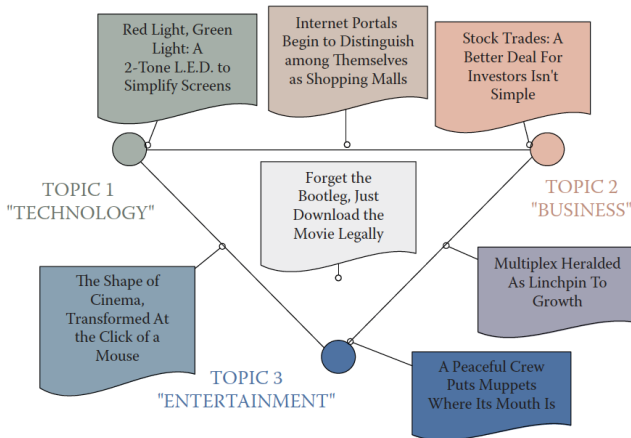 Red Light, Green
Light: A
2-Tone L.E.D. to
Simplify Screens
Internet Portals
Begin to Distinguish
among Themselves
as Shopping Malls
Stock Trades: A
Better Deal For
Investors Isn't
Simple
TOPIC 1
"TECHNOLOGY"
Forget the
Bootleg, Just
Download the
Movie Legally
TOPIC 2
"BUSINESS"
The Shape of
Cinema,
Transformed At
the Click of a
Mouse
Multiplex Heralded
As Linchpin To
Growth
TOPIC 3
"ENTERTAINMENT"
A Peaceful Crew
Puts Muppets
Where Its Mouth Is